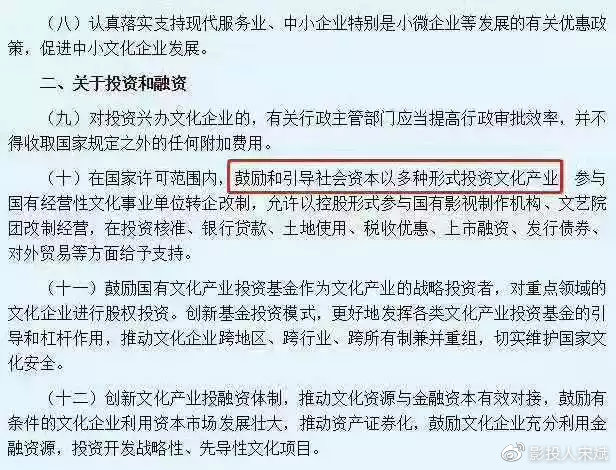 （八）认真落实支持现代服务业、中小企业特别是小微企业等发展的有关优惠政
策，促进中小文化企业发展。
二、关于投资和融资
（九）对投资兴办文化企业的，有关行政主管部门应当提高行政审批效率，并不
得收取国家规定之外的任何附加费用。
（十）在国家许可范围内，鼓励和引导社会资本以多种形式投资文化产业 参与
国有经营性文化事业单位转企改制，允许以控股形式参与国有影视制作机构、文艺院
团改制经营，在投资核准、银行贷款、土地使用、税收优惠、上市融资、发行债券、
对外贸易等方面给予支持。
（十一）鼓励国有文化产业投资基金作为文化产业的战略投资者，对重点领域的
文化企业进行股权投资。创新基金投资模式，更好地发挥各类文化产业投资基金的引
导和杠杆作用，推动文化企业跨地区、跨行业、跨所有制兼并重组，切实维护国家文
化安全。
（十二）创新文化产业投融资体制，推动文化资源与金融资本有效对接，鼓励有
条件的文化企业利用资本市场发展壮大，推动资产证券化，鼓励文化企业充分利用金
融资源，投资开发战略性、先导性文化项目。
影投人宋斌